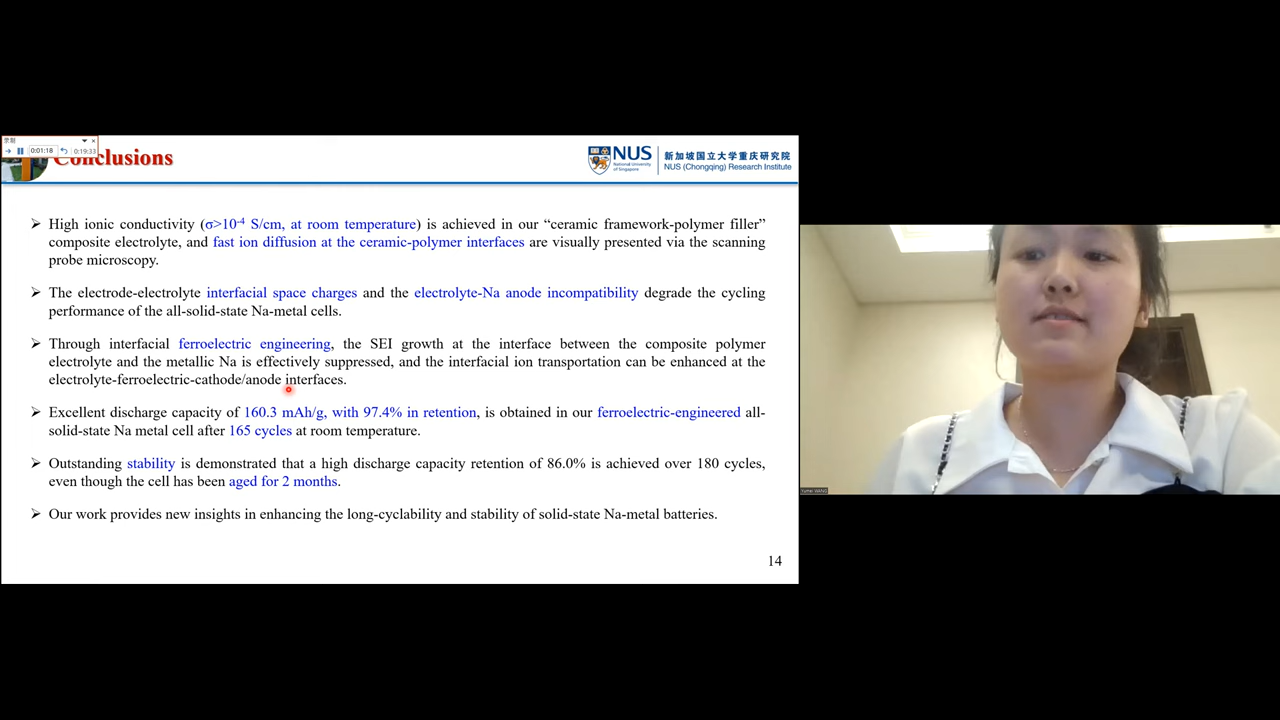 录制
0:01:18 0:19:33
Conclusions
NUS
National University
of Singapore
新加坡国立大学重庆研究院
NUS (Chongqing) Research Institute
➢ High ionic conductivity (σ>10⁻⁴ S/cm, at room temperature) is achieved in our “ceramic framework-polymer filler”
composite electrolyte, and fast ion diffusion at the ceramic-polymer interfaces are visually presented via the scanning
probe microscopy.
➢ The electrode-electrolyte interfacial space charges and the electrolyte-Na anode incompatibility degrade the cycling
performance of the all-solid-state Na-metal cells.
➢ Through interfacial ferroelectric engineering, the SEI growth at the interface between the composite polymer
electrolyte and the metallic Na is effectively suppressed, and the interfacial ion transportation can be enhanced at the
electrolyte-ferroelectric-cathode/anode interfaces.
➢ Excellent discharge capacity of 160.3 mAh/g, with 97.4% in retention, is obtained in our ferroelectric-engineered all-
solid-state Na metal cell after 165 cycles at room temperature.
➢ Outstanding stability is demonstrated that a high discharge capacity retention of 86.0% is achieved over 180 cycles,
even though the cell has been aged for 2 months.
➢ Our work provides new insights in enhancing the long-cyclability and stability of solid-state Na-metal batteries.
14
WANG